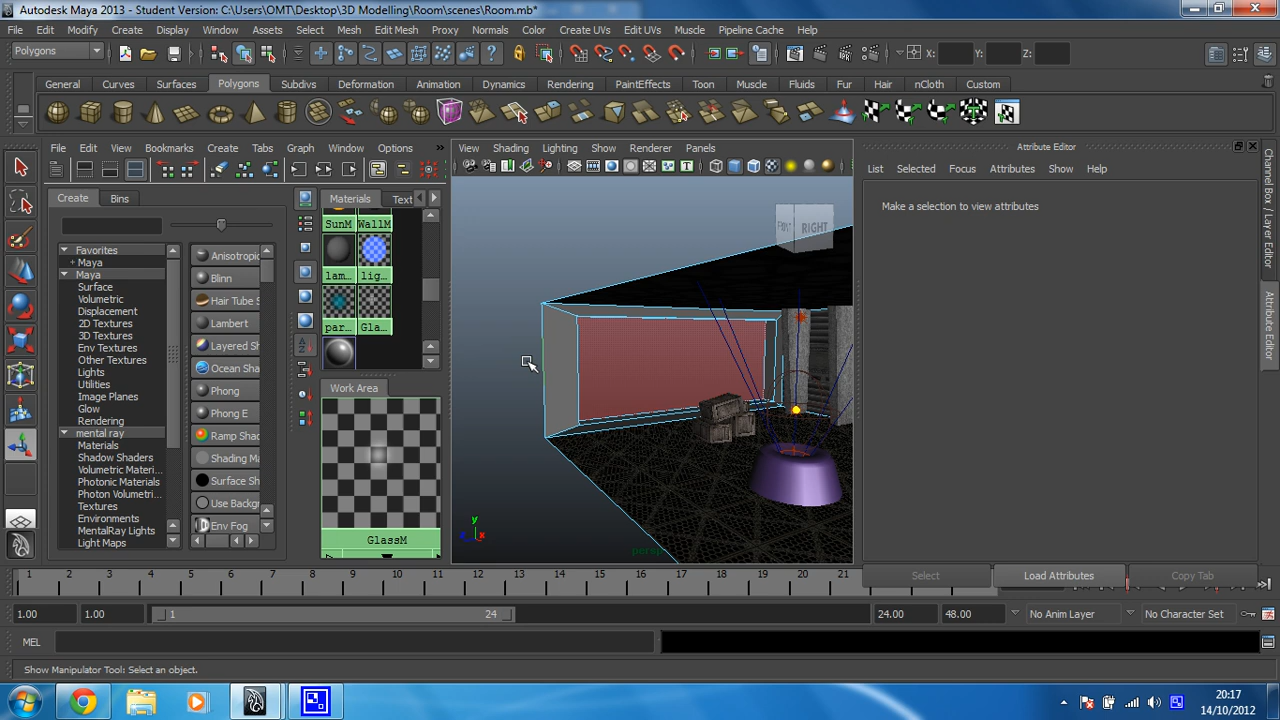 Autodesk Maya 2013 - Student Version: C:\Users\OMT\Desktop\3D Modelling\Room\scenes\Room.mb*
File Edit Modify Create Display Window Assets Select Mesh Edit Mesh Proxy Normals Color Create UVs Edit UVs Muscle Pipeline Cache Help
Polygons X: Y: Z:
General Curves Surfaces Polygons Subdivs Deformation Animation Dynamics Rendering PaintEffects Toon Muscle Fluids Fur Hair nCloth Custom
File Edit View Bookmarks Create Tabs Graph Window Options »
View Shading Lighting Show Renderer Panels
Attribute Editor
List Selected Focus Attributes Show Help
Make a selection to view attributes
Create Bins
Materials Text
Favorites
+ Maya
Maya
Surface
Volumetric
Displacement
2D Textures
3D Textures
Env Textures
Other Textures
Lights
Utilities
Image Planes
Glow
Rendering
mental ray
Materials
Shadow Shaders
Volumetric Materi...
Photonic Materials
Photon Volumetri...
Textures
Environments
MentalRay Lights
Light Maps
Anisotropic
Blinn
Hair Tube S
Lambert
Layered Sh
Ocean Sha
Phong
Phong E
Ramp Shad
Shading Ma
Surface Sh
Use Backgr
Env Fog
SunM WallM
lam... lig...
par... Gla...
Work Area
GlassM
RIGHT
y
x
persp
Channel Box / Layer Editor
Attribute Editor
Select Load Attributes Copy Tab
1 2 3 4 5 6 7 8 9 10 11 12 13 14 15 16 17 18 19 20 21
1.00 1.00 1 24 24.00 48.00 No Anim Layer No Character Set
MEL
Show Manipulator Tool: Select an object.
20:17
14/10/2012